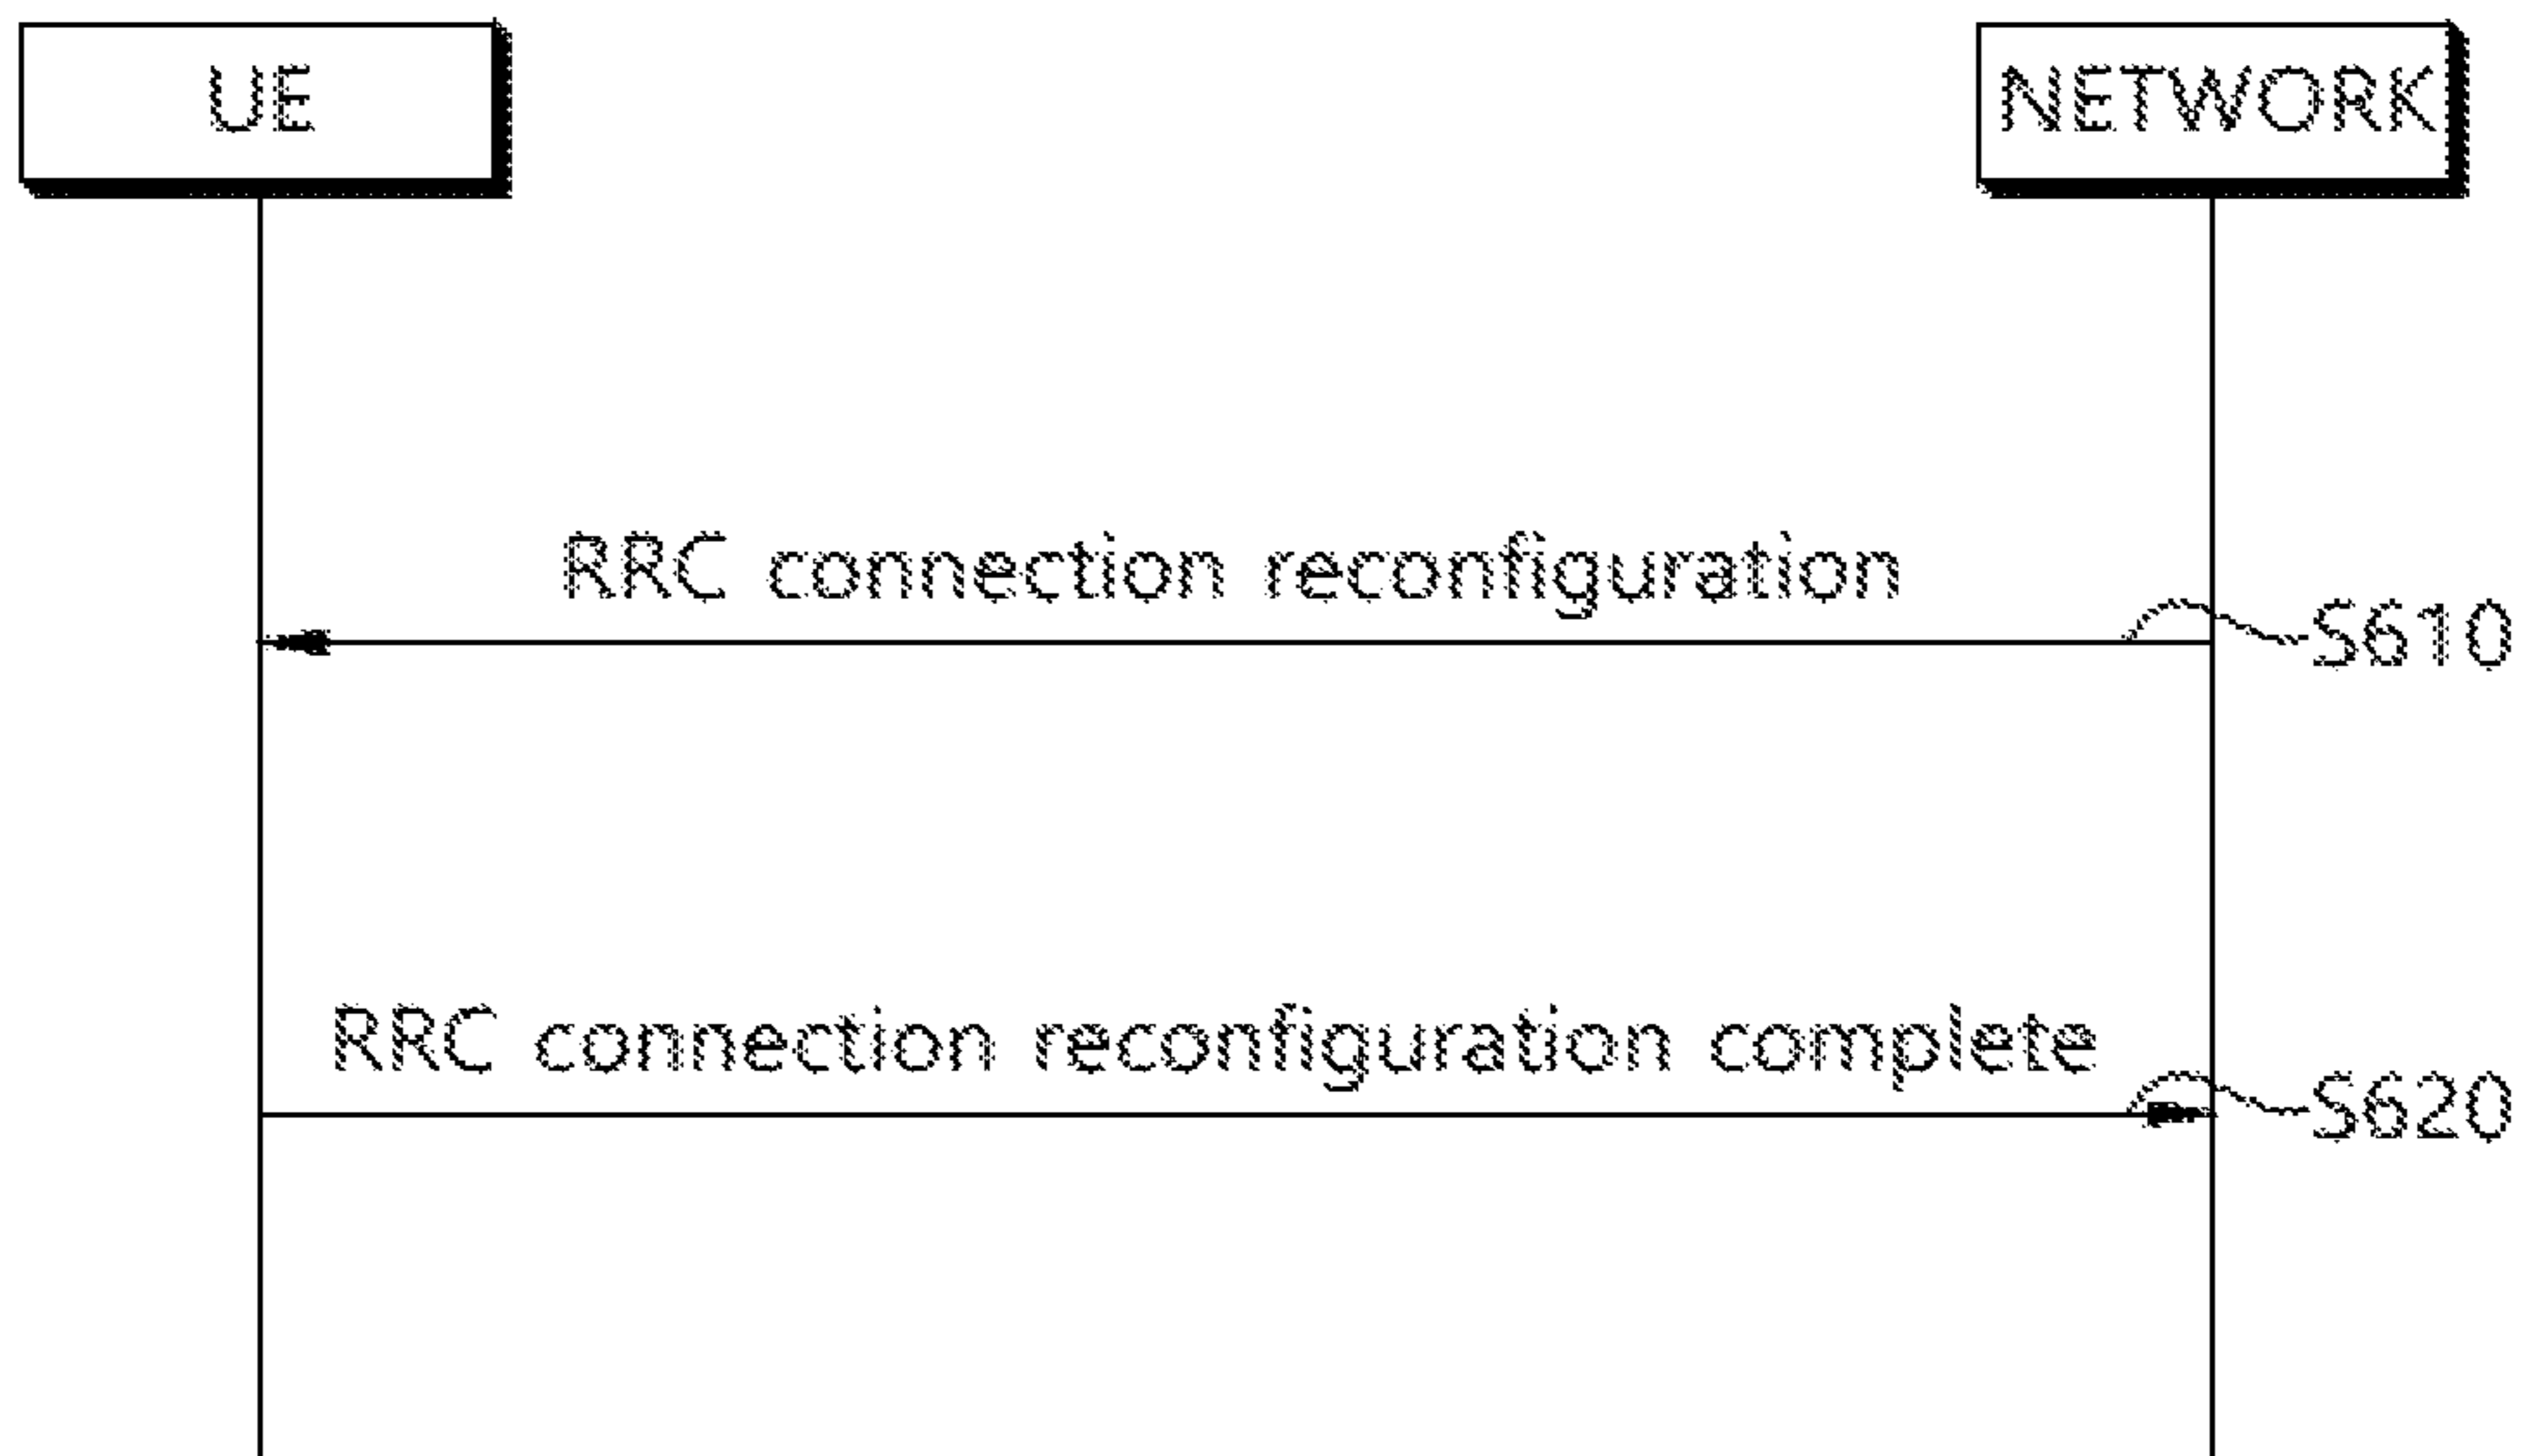 UE
NETWORK
RRC connection reconfiguration
S610
RRC connection reconfiguration complete
S620